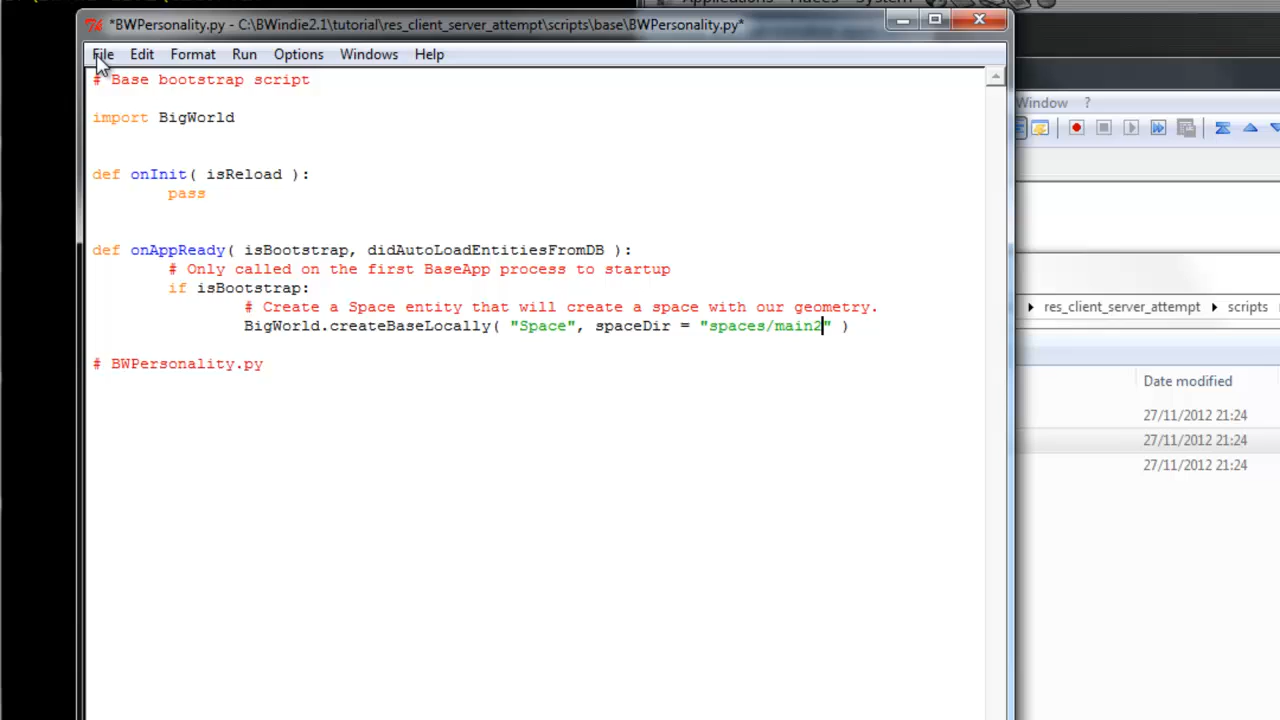 Applications Places System
*BWPersonality.py - C:\BWindie2.1\tutorial\res_client_server_attempt\scripts\base\BWPersonality.py*
File Edit Format Run Options Windows Help
# Base bootstrap script
import BigWorld
def onInit( isReload ):
pass
def onAppReady( isBootstrap, didAutoLoadEntitiesFromDB ):
# Only called on the first BaseApp process to startup
if isBootstrap:
# Create a Space entity that will create a space with our geometry.
BigWorld.createBaseLocally( "Space", spaceDir = "spaces/main2" )
# BWPersonality.py
Window ?
res_client_server_attempt scripts
Date modified
27/11/2012 21:24
27/11/2012 21:24
27/11/2012 21:24